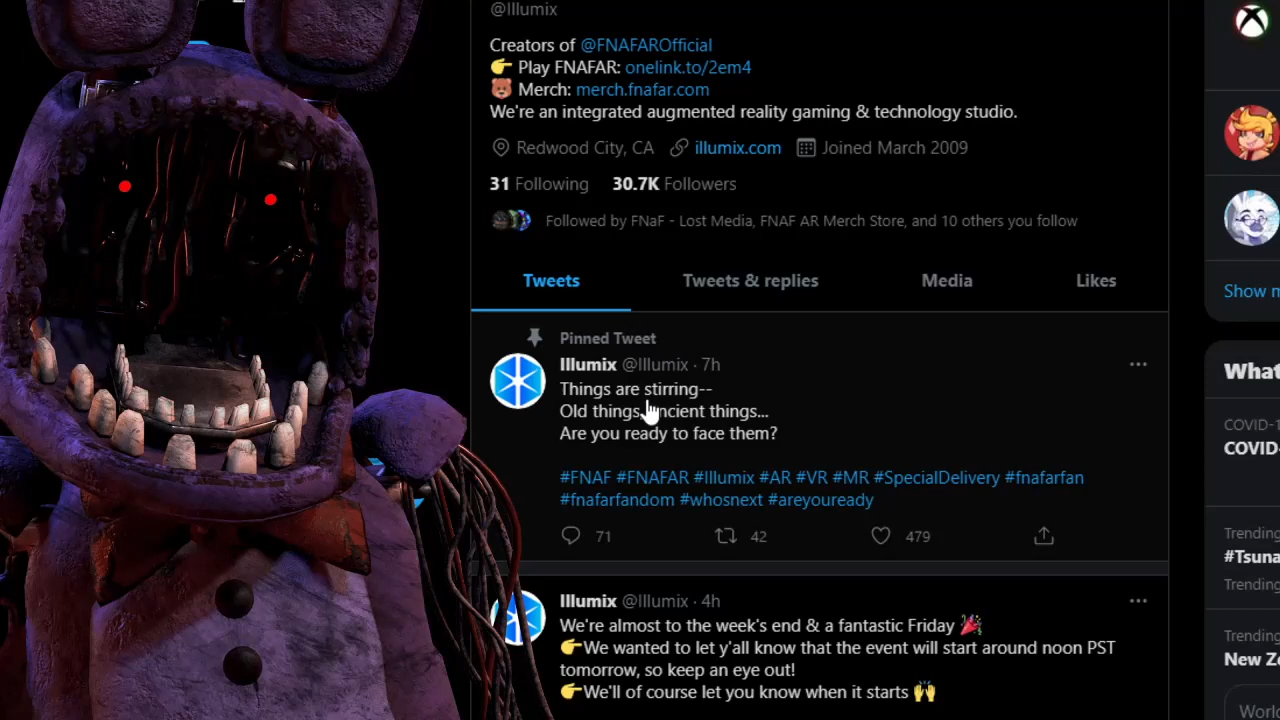 @Illumix
Creators of @FNAFAROfficial
👉 Play FNAFAR: onelink.to/2em4
🐻 Merch: merch.fnafar.com
We're an integrated augmented reality gaming & technology studio.
Redwood City, CA illumix.com Joined March 2009
31 Following 30.7K Followers
Followed by FNaF - Lost Media, FNAF AR Merch Store, and 10 others you follow
Tweets Tweets & replies Media Likes
Pinned Tweet
Illumix @Illumix · 7h
Things are stirring--
Old things, ancient things...
Are you ready to face them?
#FNAF #FNAFAR #Illumix #AR #VR #MR #SpecialDelivery #fnafarfan
#fnafarfandom #whosnext #areyouready
71 42 479
Illumix @Illumix · 4h
We're almost to the week's end & a fantastic Friday 🎉
👉We wanted to let y'all know that the event will start around noon PST
tomorrow, so keep an eye out!
👉We'll of course let you know when it starts 🙌
Show m
What
COVID-1
COVID-
Trending
#Tsuna
Trending
Trending
New Ze
World